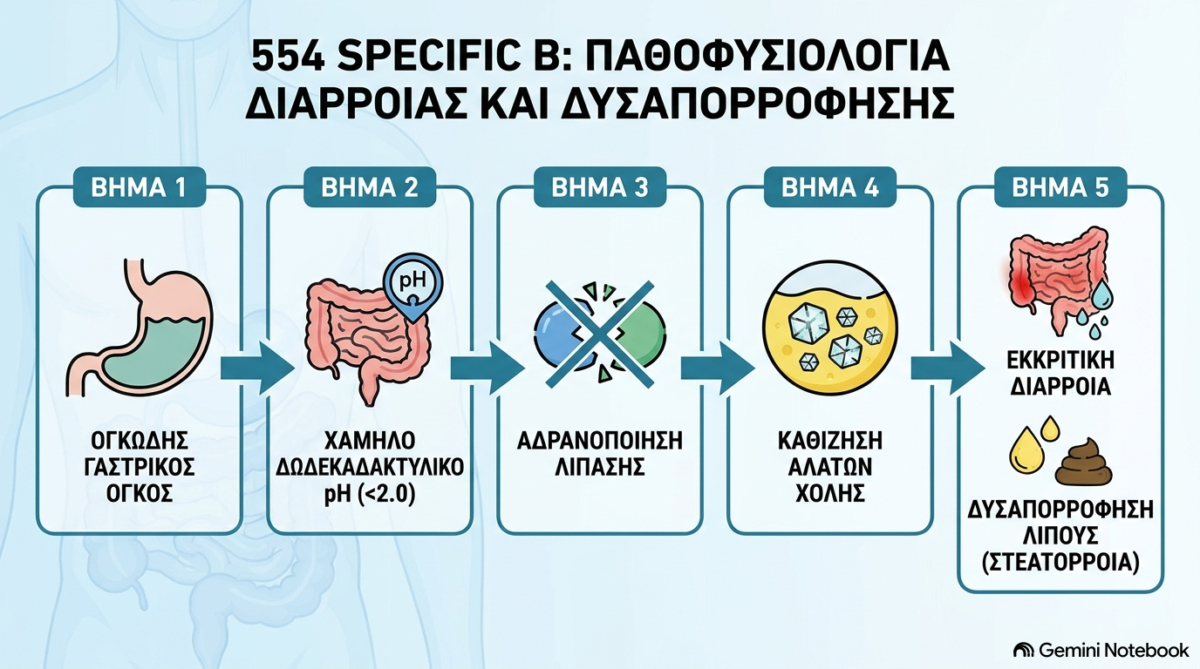 554 SPECIFIC B: ΠΑΘΟΦΥΣΙΟΛΟΓΙΑ
ΔΙΑΡΡΟΙΑΣ ΚΑΙ ΔΥΣΑΠΟΡΡΟΦΗΣΗΣ
ΒΗΜΑ 1
ΟΓΚΩΔΗΣ
ΓΑΣΤΡΙΚΟΣ
ΟΓΚΟΣ
ΒΗΜΑ 2
pH
ΧΑΜΗΛΟ
ΔΩΔΕΚΑΔΑΚΤΥΛΙΚΟ
pH (<2.0)
ΒΗΜΑ 3
ΑΔΡΑΝΟΠΟΙΗΣΗ
ΛΙΠΑΣΗΣ
ΒΗΜΑ 4
ΚΑΘΙΖΗΣΗ
ΑΛΑΤΩΝ
ΧΟΛΗΣ
ΒΗΜΑ 5
ΕΚΚΡΙΤΙΚΗ
ΔΙΑΡΡΟΙΑ
ΔΥΣΑΠΟΡΡΟΦΗΣΗ
ΛΙΠΟΥΣ
(ΣΤΕΑΤΟΡΡΟΙΑ)
Gemini Notebook